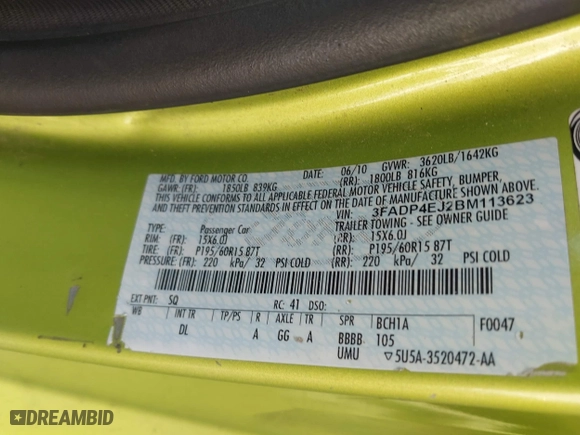 MFD. BY FORD MOTOR CO.
DATE: 06/10 GVWR: 3620LB/1642KG
GAWR: (FR): 1850LB 839KG (RR): 1800LB 816KG
THIS VEHICLE CONFORMS TO ALL APPLICABLE FEDERAL MOTOR VEHICLE SAFETY, BUMPER,
AND THEFT PREVENTION STANDARDS IN EFFECT ON THE DATE OF MANUFACTURE SHOWN ABOVE.
VIN: 3FADP4EJ2BM113623
TYPE: Passenger Car TRAILER TOWING - SEE OWNER GUIDE
RIM: (FR): 15X6.0J (RR): 15X6.0J
TIRE: (FR): P195/60R15 87T (RR): P195/60R15 87T
PRESSURE: (FR): 220 kPa/ 32 PSI COLD (RR): 220 kPa/ 32 PSI COLD
EXT PNT: SQ RC: 41 DSO:
WB INT TR TP/PS R AXLE TR SPR BCH1A F0047
DL A GG A BBBB 105
UMU ▽5U5A-3520472-AA
DREAMBID